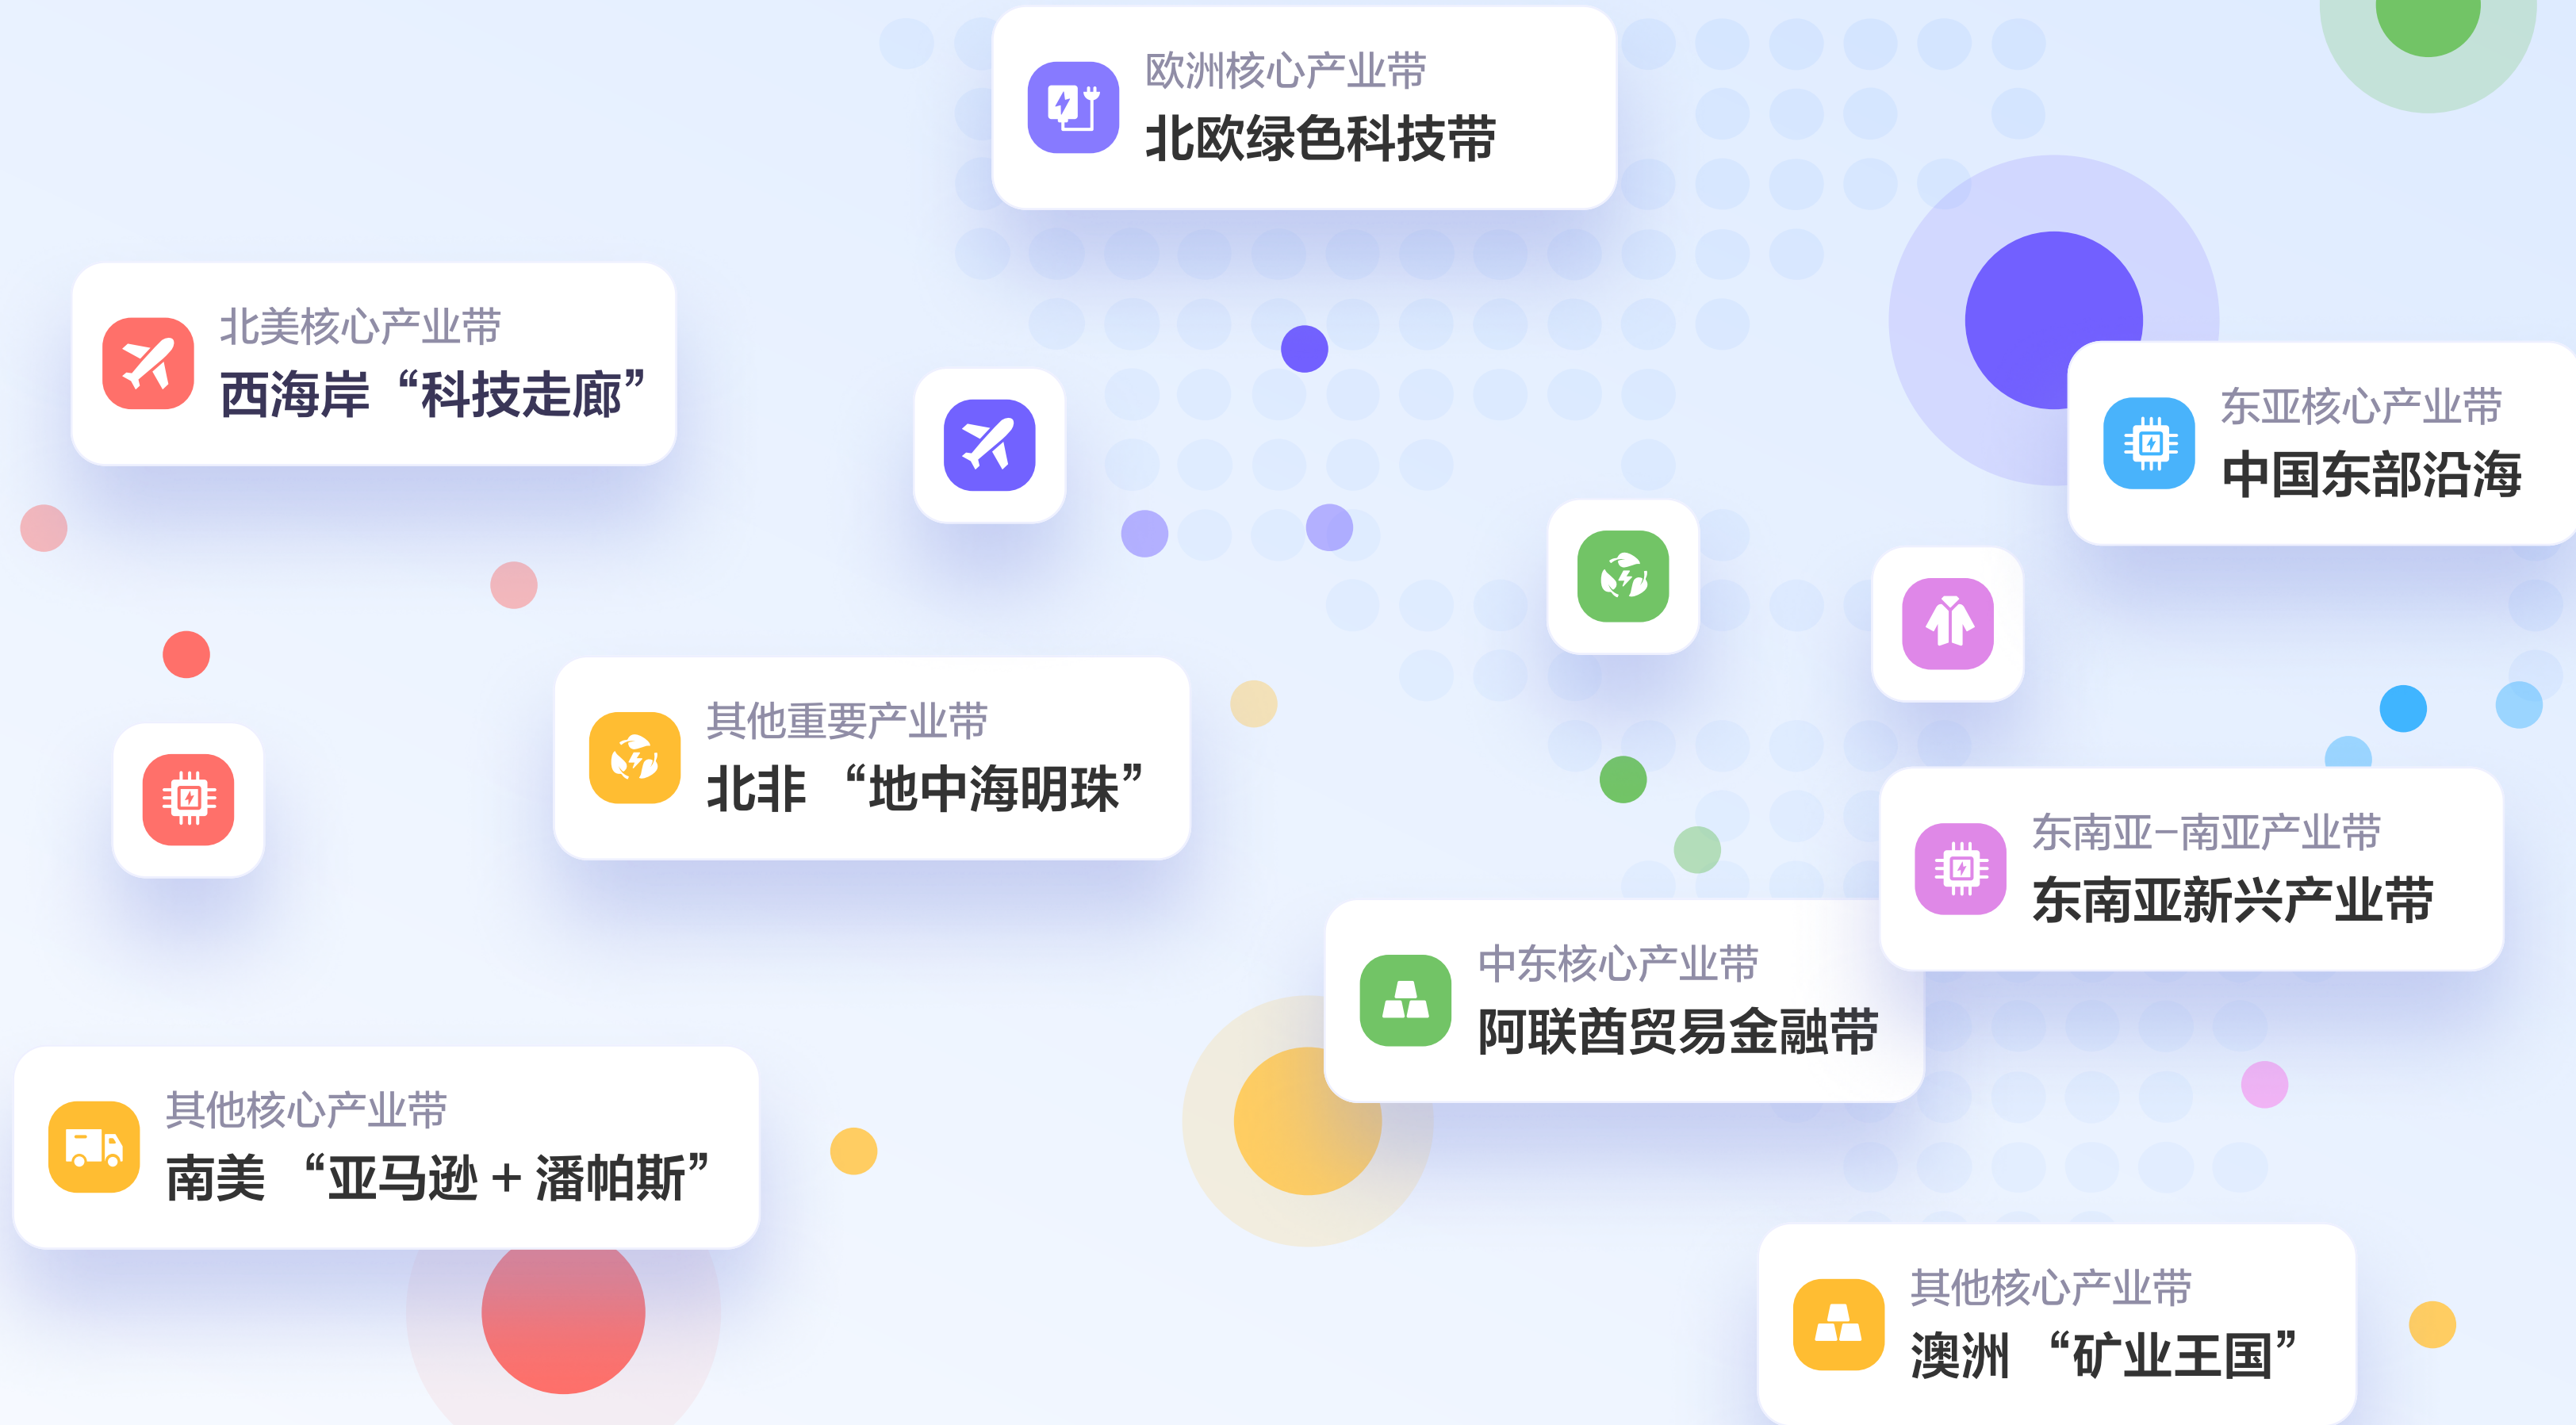 欧洲核心产业带
北欧绿色科技带
北美核心产业带
西海岸“科技走廊”
东亚核心产业带
中国东部沿海
其他重要产业带
北非 “地中海明珠”
东南亚–南亚产业带
东南亚新兴产业带
中东核心产业带
阿联酋贸易金融带
其他核心产业带
南美 “亚马逊 + 潘帕斯”
其他核心产业带
澳洲 “矿业王国”